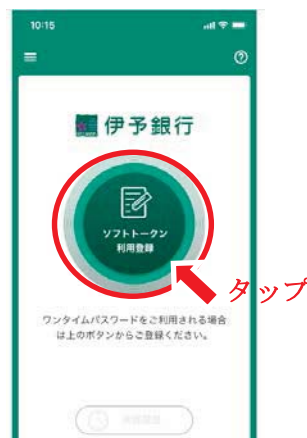 10:15
伊予銀行
ソフトトークン
利用登録
タップ
ワンタイムパスワードをご利用される場合
は上のボタンからご登録ください。